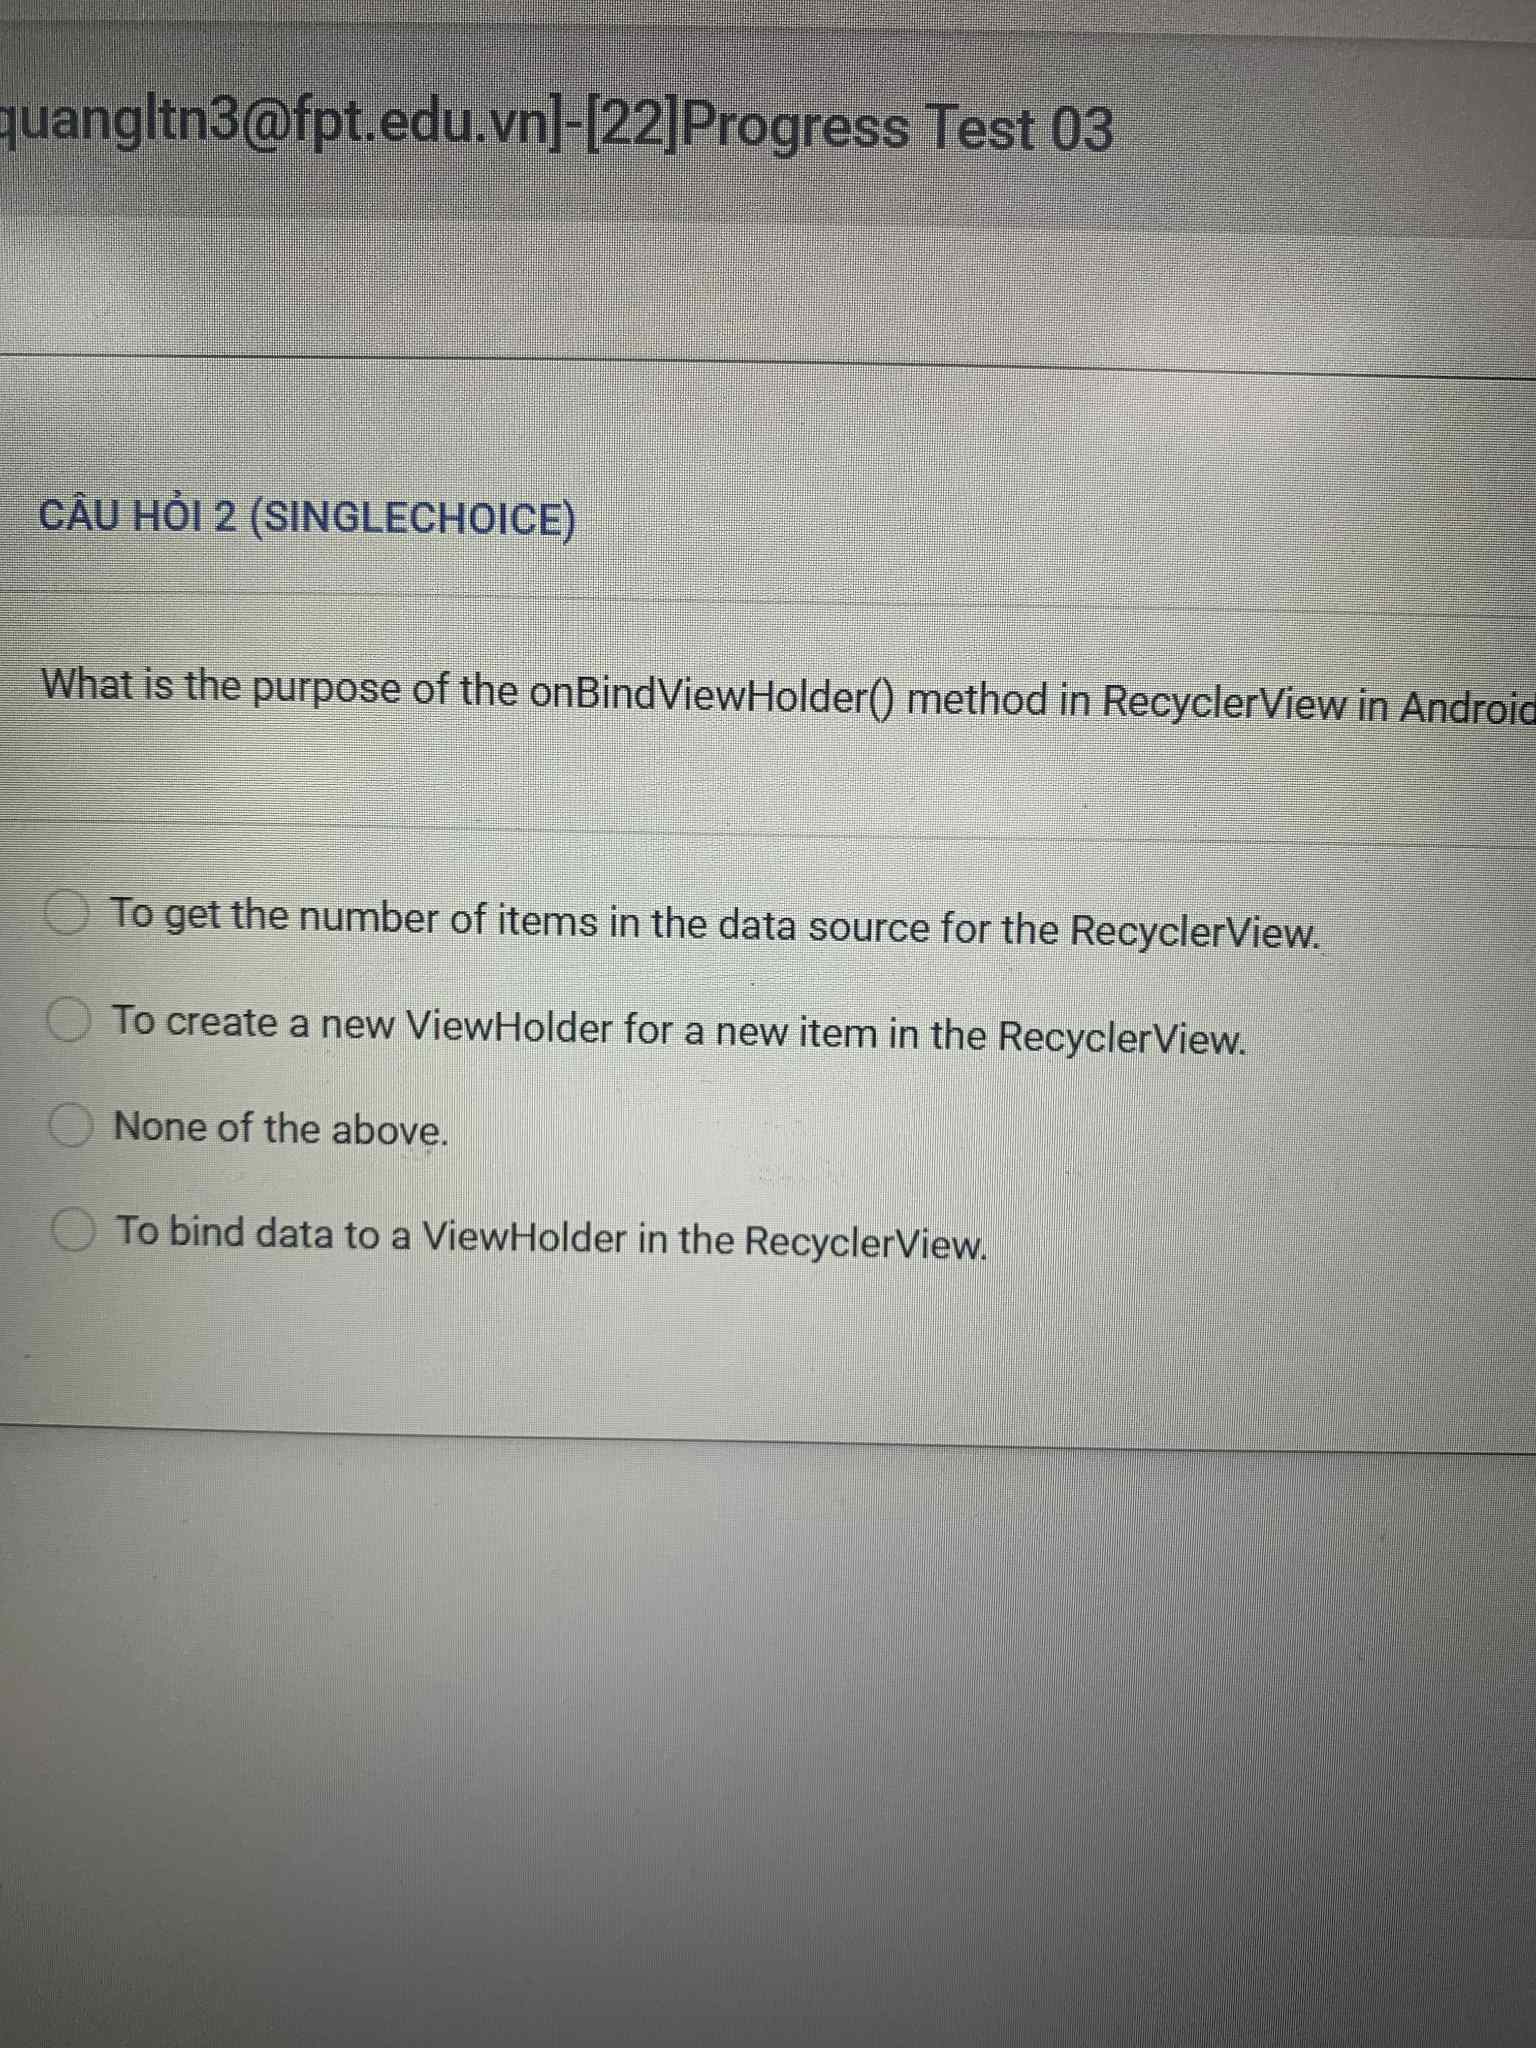 quangltn3@fpt.edu.vn]-[22]Progress Test 03
CÂU HỎI 2 (SINGLECHOICE)
What is the purpose of the onBindViewHolder() method in RecyclerView in Android
To get the number of items in the data source for the RecyclerView.
To create a new ViewHolder for a new item in the RecyclerView.
None of the above.
To bind data to a ViewHolder in the RecyclerView.